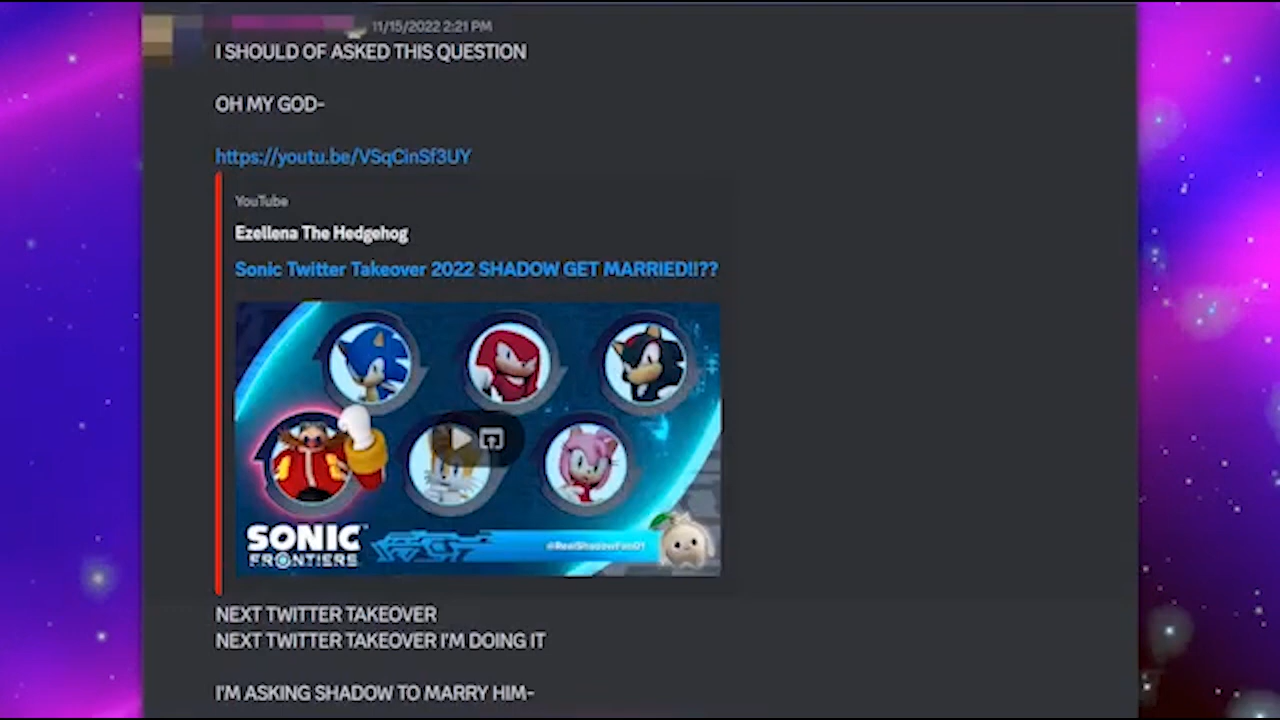 11/15/2022 2:21 PM
I SHOULD OF ASKED THIS QUESTION
OH MY GOD-
https://youtu.be/VSqCinSf3UY
YouTube
Ezellena The Hedgehog
Sonic Twitter Takeover 2022 SHADOW GET MARRIED!!??
SONIC
FRONTIERS
@RealShadowFan01
NEXT TWITTER TAKEOVER
NEXT TWITTER TAKEOVER I'M DOING IT
I'M ASKING SHADOW TO MARRY HIM-